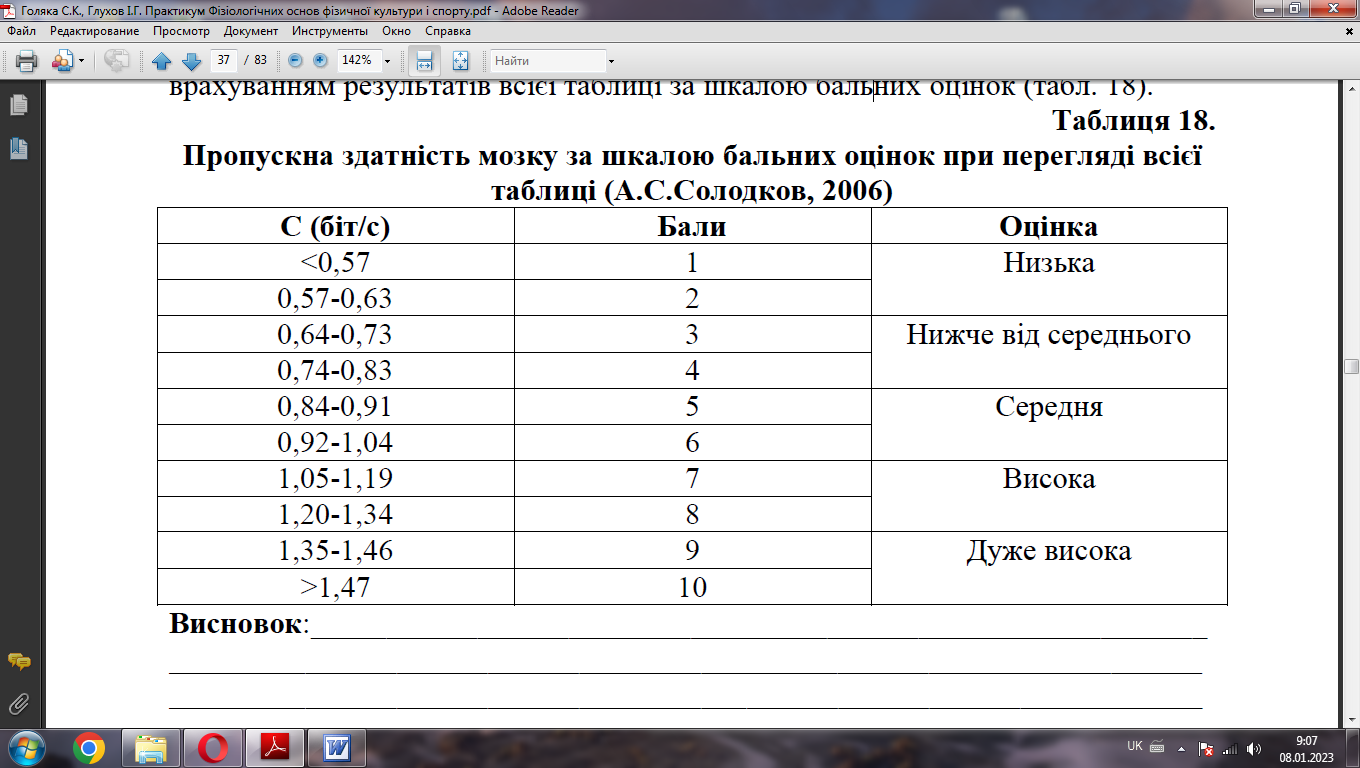 Голяка С.К., Глухов І.Г. Практикум Фізіологічних основ фізичної культури і спорту.pdf - Adobe Reader
Файл Редактирование Просмотр Документ Инструменты Окно Справка
37 / 83 142% Найти
врахуванням результатів всієї таблиці за шкалою бальних оцінок (табл. 18).
Таблиця 18.
Пропускна здатність мозку за шкалою бальних оцінок при перегляді всієї
таблиці (А.С.Солодков, 2006)
С (біт/с) Бали Оцінка
<0,57 1 Низька
0,57-0,63 2
0,64-0,73 3 Нижче від середнього
0,74-0,83 4
0,84-0,91 5 Середня
0,92-1,04 6
1,05-1,19 7 Висока
1,20-1,34 8
1,35-1,46 9 Дуже висока
>1,47 10
Висновок:
UK 9:07
08.01.2023